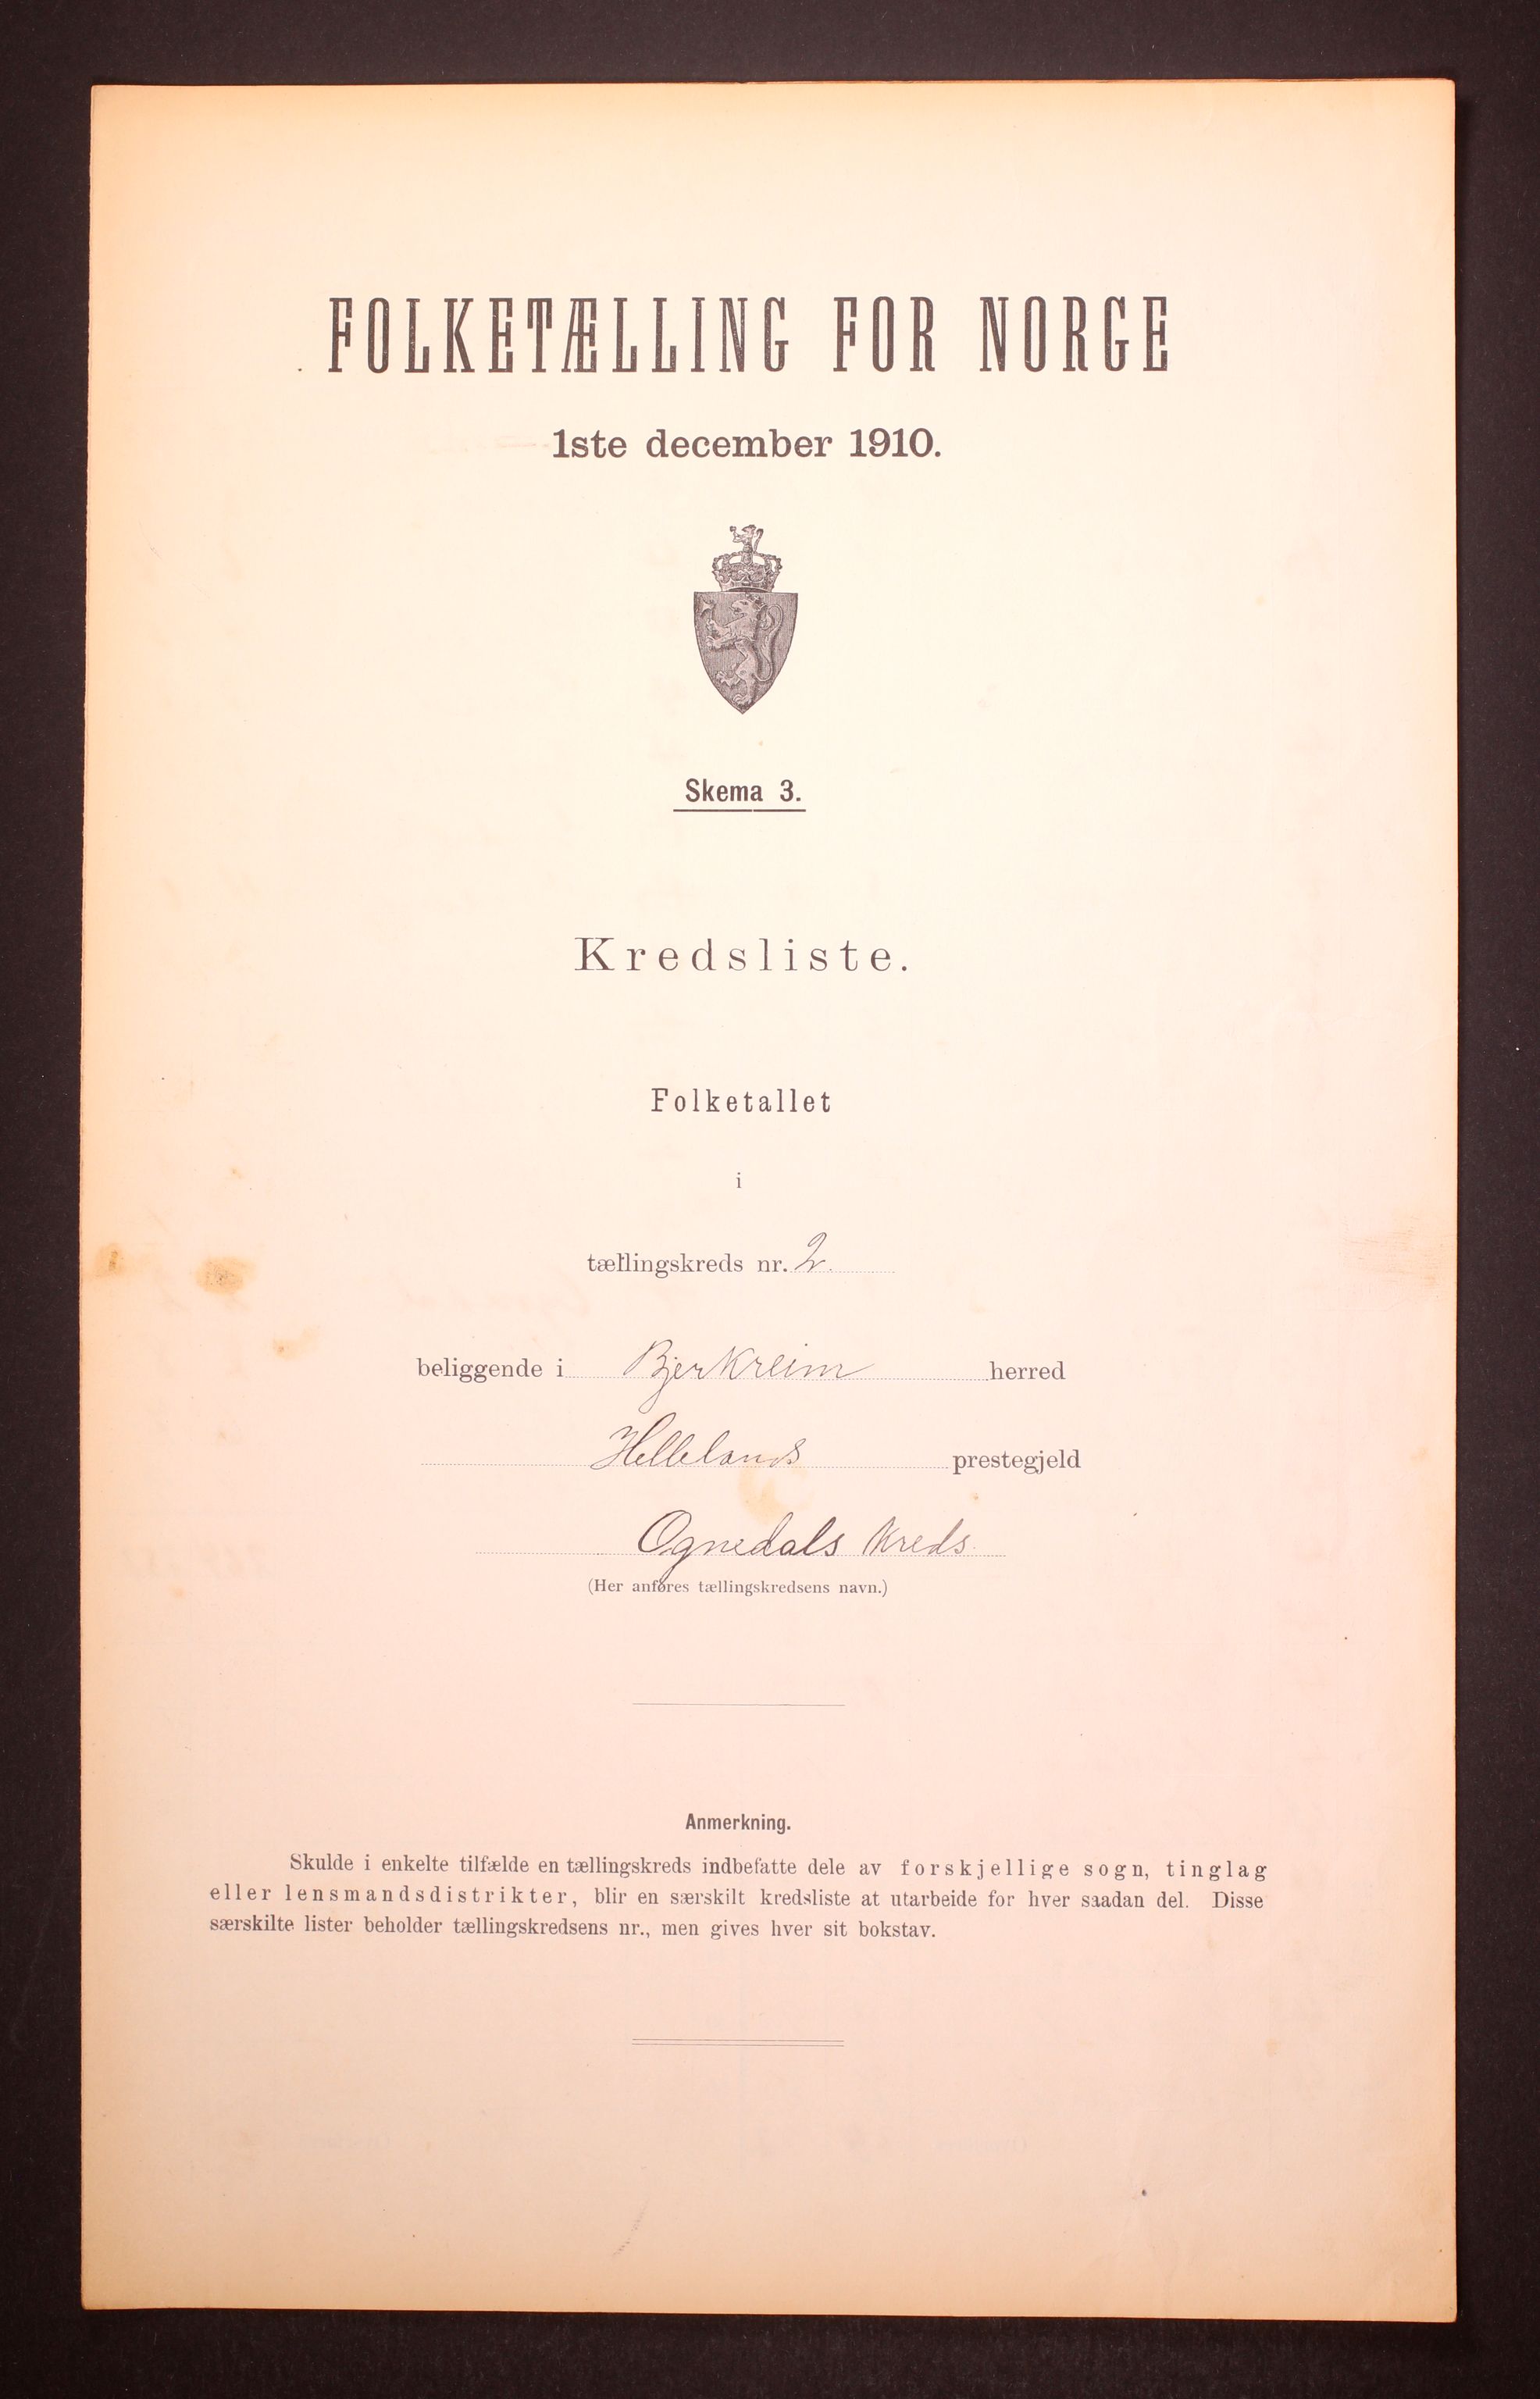 FOLKETÆLLING FOR NORGE
1ste december 1910.
Skema 3.
Kredsliste.
Folketallet
i
tællingskreds nr. 2.
beliggende i Bjerkreim herred
Hellelands prestegjeld
Ognedals Kreds.
(Her anføres tællingskredsens navn.)
Anmerkning.
Skulde i enkelte tilfælde en tællingskreds indbefatte dele av forskjellige sogn, tinglag
eller lensmandsdistrikter, blir en særskilt kredsliste at utarbeide for hver saadan del. Disse
særskilte lister beholder tællingskredsens nr., men gives hver sit bokstav.